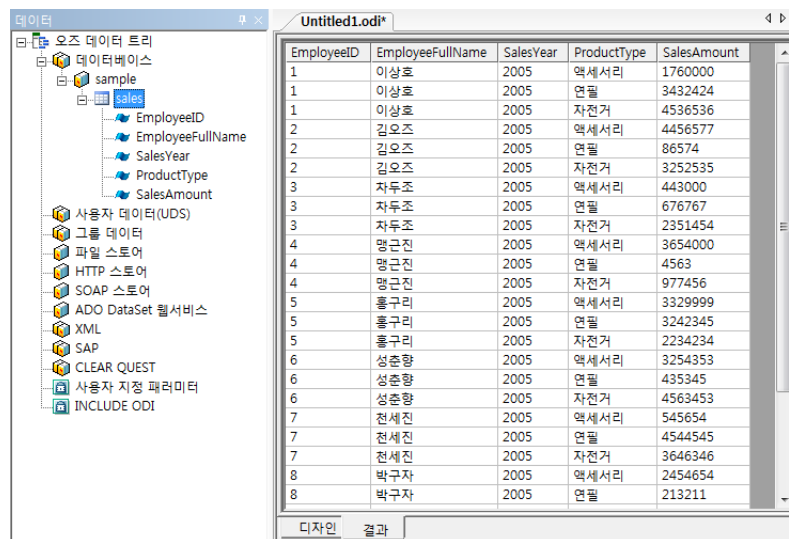 데이터
오즈 데이터 트리
데이터베이스
sample
sales
EmployeeID
EmployeeFullName
SalesYear
ProductType
SalesAmount
사용자 데이터(UDS)
그룹 데이터
파일 스토어
HTTP 스토어
SOAP 스토어
ADO DataSet 웹서비스
XML
SAP
CLEAR QUEST
사용자 지정 패러미터
INCLUDE ODI
Untitled1.odi*
EmployeeID EmployeeFullName SalesYear ProductType SalesAmount
1 이상호 2005 액세서리 1760000
1 이상호 2005 연필 3432424
1 이상호 2005 자전거 4536536
2 김오즈 2005 액세서리 4456577
2 김오즈 2005 연필 86574
2 김오즈 2005 자전거 3252535
3 차두조 2005 액세서리 443000
3 차두조 2005 연필 676767
3 차두조 2005 자전거 2351454
4 맹근진 2005 액세서리 3654000
4 맹근진 2005 연필 4563
4 맹근진 2005 자전거 977456
5 홍구리 2005 액세서리 3329999
5 홍구리 2005 연필 3242345
5 홍구리 2005 자전거 2234234
6 성춘향 2005 액세서리 3254353
6 성춘향 2005 연필 435345
6 성춘향 2005 자전거 4563453
7 천세진 2005 액세서리 545654
7 천세진 2005 연필 4544545
7 천세진 2005 자전거 3646346
8 박구자 2005 액세서리 2454654
8 박구자 2005 연필 213211
디자인 결과